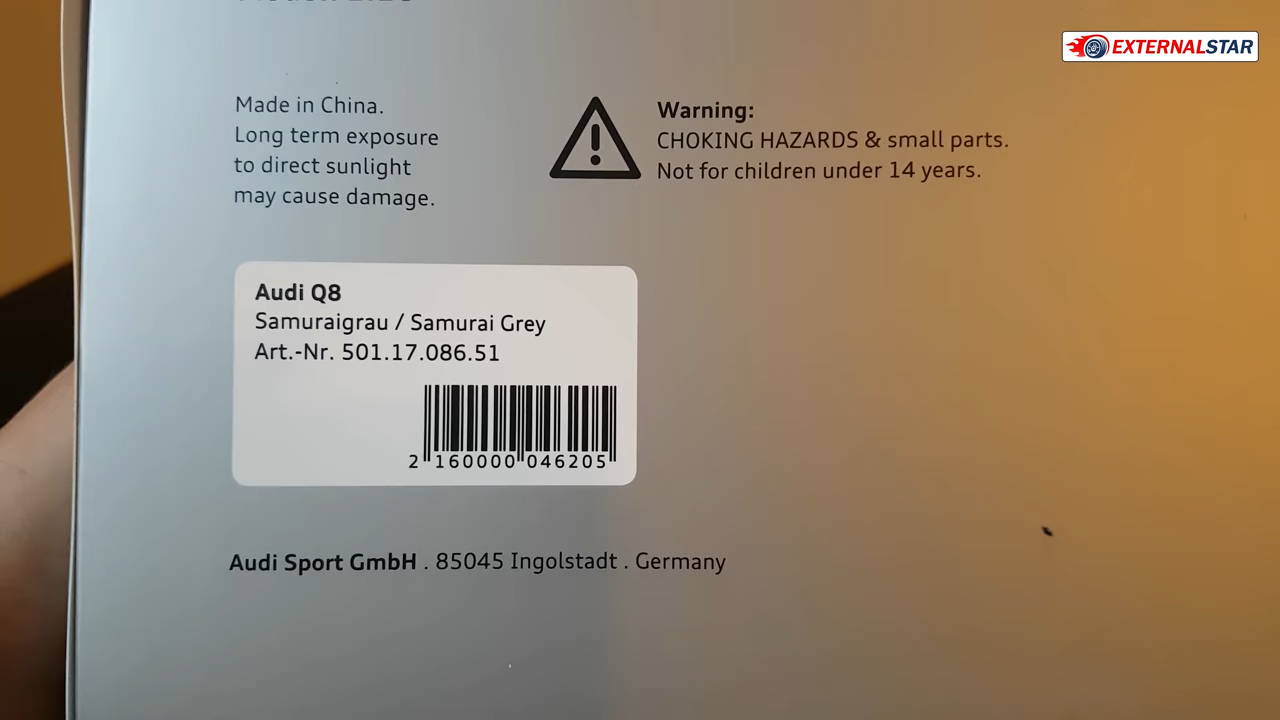 EXTERNALSTAR
Made in China.
Long term exposure
to direct sunlight
may cause damage.
Warning:
CHOKING HAZARDS & small parts.
Not for children under 14 years.
Audi Q8
Samuraigrau / Samurai Grey
Art.-Nr. 501.17.086.51
2 160000 046205
Audi Sport GmbH . 85045 Ingolstadt . Germany